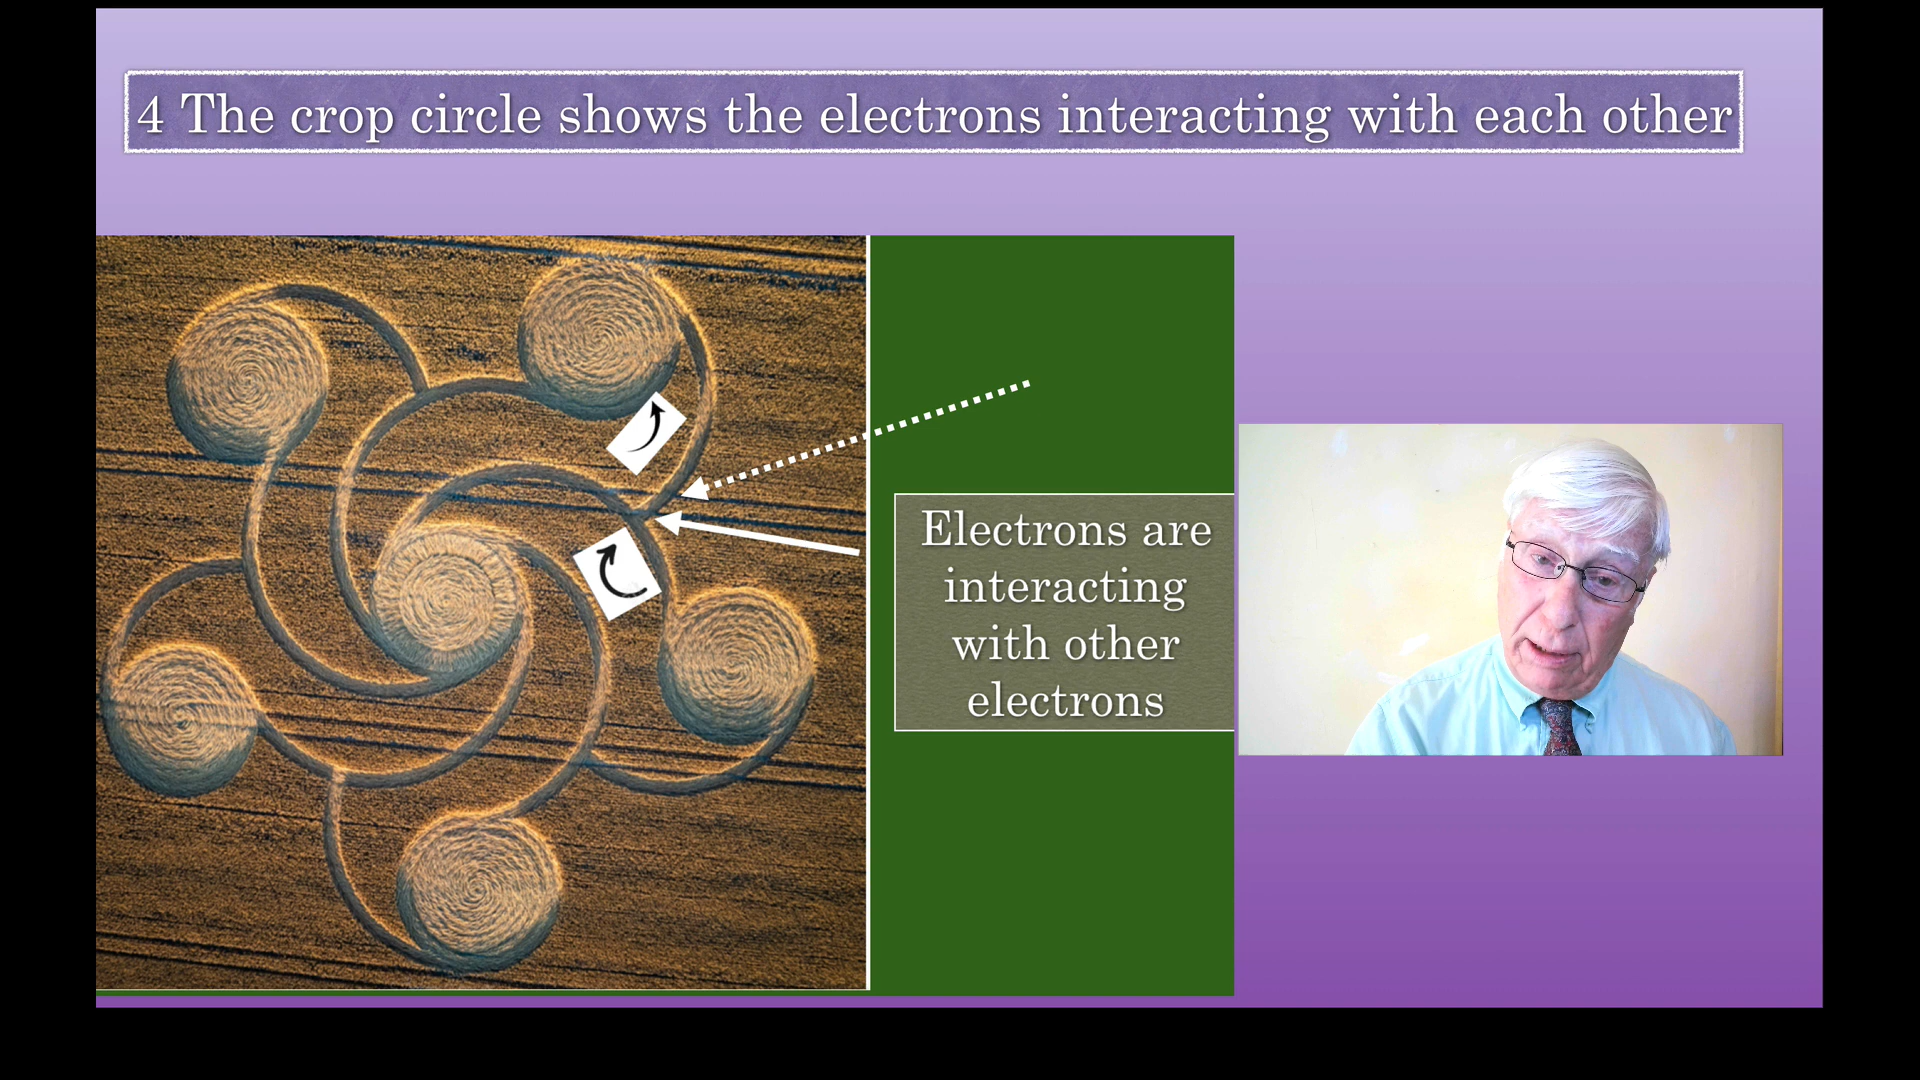 4 The crop circle shows the electrons interacting with each other
Electrons are
interacting
with other
electrons